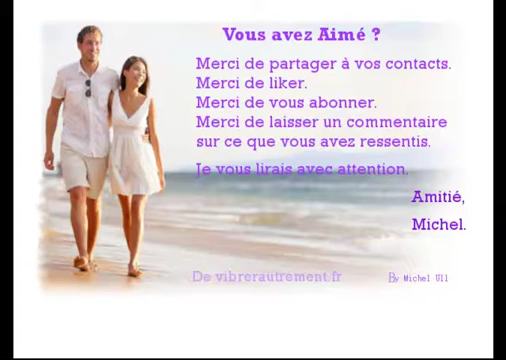 Vous avez Aimé ?
Merci de partager à vos contacts.
Merci de liker.
Merci de vous abonner.
Merci de laisser un commentaire
sur ce que vous avez ressentis.
Je vous lirais avec attention.
Amitié,
Michel.
De vibrerautrement.fr
By Michel Ull